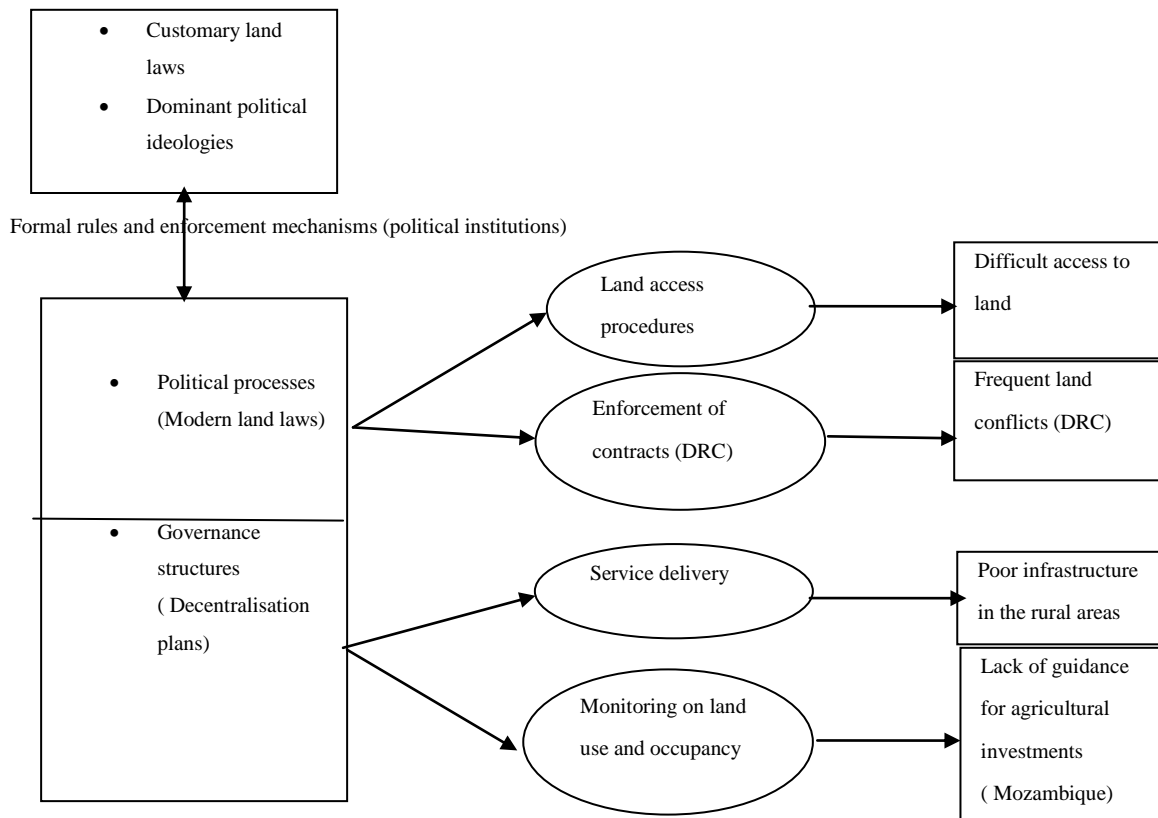 • Customary land
laws
• Dominant political
ideologies
Formal rules and enforcement mechanisms (political institutions)
• Political processes
(Modern land laws)
• Governance
structures
( Decentralisation
plans)
Land access
procedures
Enforcement of
contracts (DRC)
Service delivery
Monitoring on land
use and occupancy
Difficult access to
land
Frequent land
conflicts (DRC)
Poor infrastructure
in the rural areas
Lack of guidance
for agricultural
investments
( Mozambique)